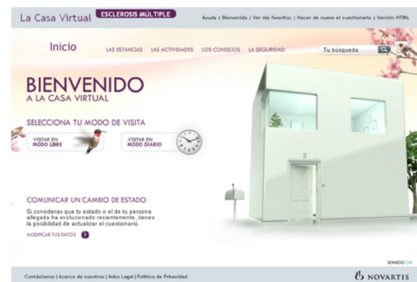 La Casa Virtual ESCLEROSIS MÚLTIPLE
Ayuda | Bienvenida | Ver mis favoritos | Hacer de nuevo el cuestionario | Versión HTML
Inicio LAS ESTANCIAS LAS ACTIVIDADES LOS CONSEJOS LA SEGURIDAD Tu búsqueda
BIENVENIDO
A LA CASA VIRTUAL
SELECCIONA TU MODO DE VISITA
VISITAR EN
MODO LIBRE
VISITAR EN
MODO DIARIO
3
COMUNICAR UN CAMBIO DE ESTADO
Si consideras que tu estado o el de tu persona
allegada ha evolucionado recientemente, tienes
la posibilidad de actualizar el cuestionario.
MODIFICAR TUS DATOS
SONIDO ON
Contáctanos | Acerca de nosotros | Aviso Legal | Política de Privacidad
NOVARTIS